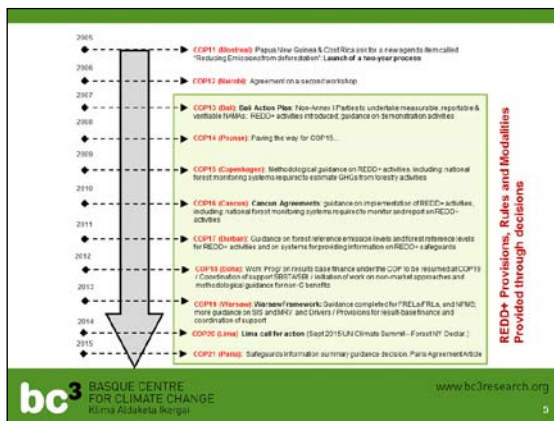 2005
COP11 (Montreal): Papua New Guinea & Costa Rica ask for a new agenda item called
"Reducing Emissions from deforestation": Launch of a two-year process
2006
COP12 (Nairobi): Agreement on a second workshop
2007
COP13 (Bali): Bali Action Plan: Non-Annex I Parties to undertake measurable, reportable &
verifiable NAMAs: REDD+ activities introduced, guidance on demonstration activities
2008
COP14 (Poznan): Paving the way for COP15…
2009
COP15 (Copenhagen): Methodological guidance on REDD+ activities, including: national
forest monitoring systems required to estimate GHGs from forestry activities
2010
COP16 (Cancun): Cancun Agreements: guidance on implementation of REDD+ activities,
including: national forest monitoring systems required to monitor and report on REDD+
activities
2011
COP17 (Durban): Guidance on forest reference emission levels and forest reference levels
for REDD+ activities and on systems for providing information on REDD+ safeguards
2012
COP18 (Doha): Work Prog on results-base finance under the COP to be resumed at COP19
/ Coordination of support SBSTA/SBI / initiation of work on non-market approaches and
methodological guidance for non-C benefits
2013
COP19 (Warsaw): Warsaw Framework: Guidance completed for FRELs/FRLs, and NFMS;
more guidance on SIS and MRV and Drivers / Provisions for result-base finance and
coordination of support
2014
COP20 (Lima): Lima call for action (Sept 2015 UN Climate Summit – Forest NY Declar.)
2015
COP21 (Paris): Safeguards information summary guidance decision, Paris Agreement Article
REDD+ Provisions, Rules and Modalities
Provided through decisions
bc3 BASQUE CENTRE
FOR CLIMATE CHANGE
Klima Aldaketa Ikergai
www.bc3research.org
5